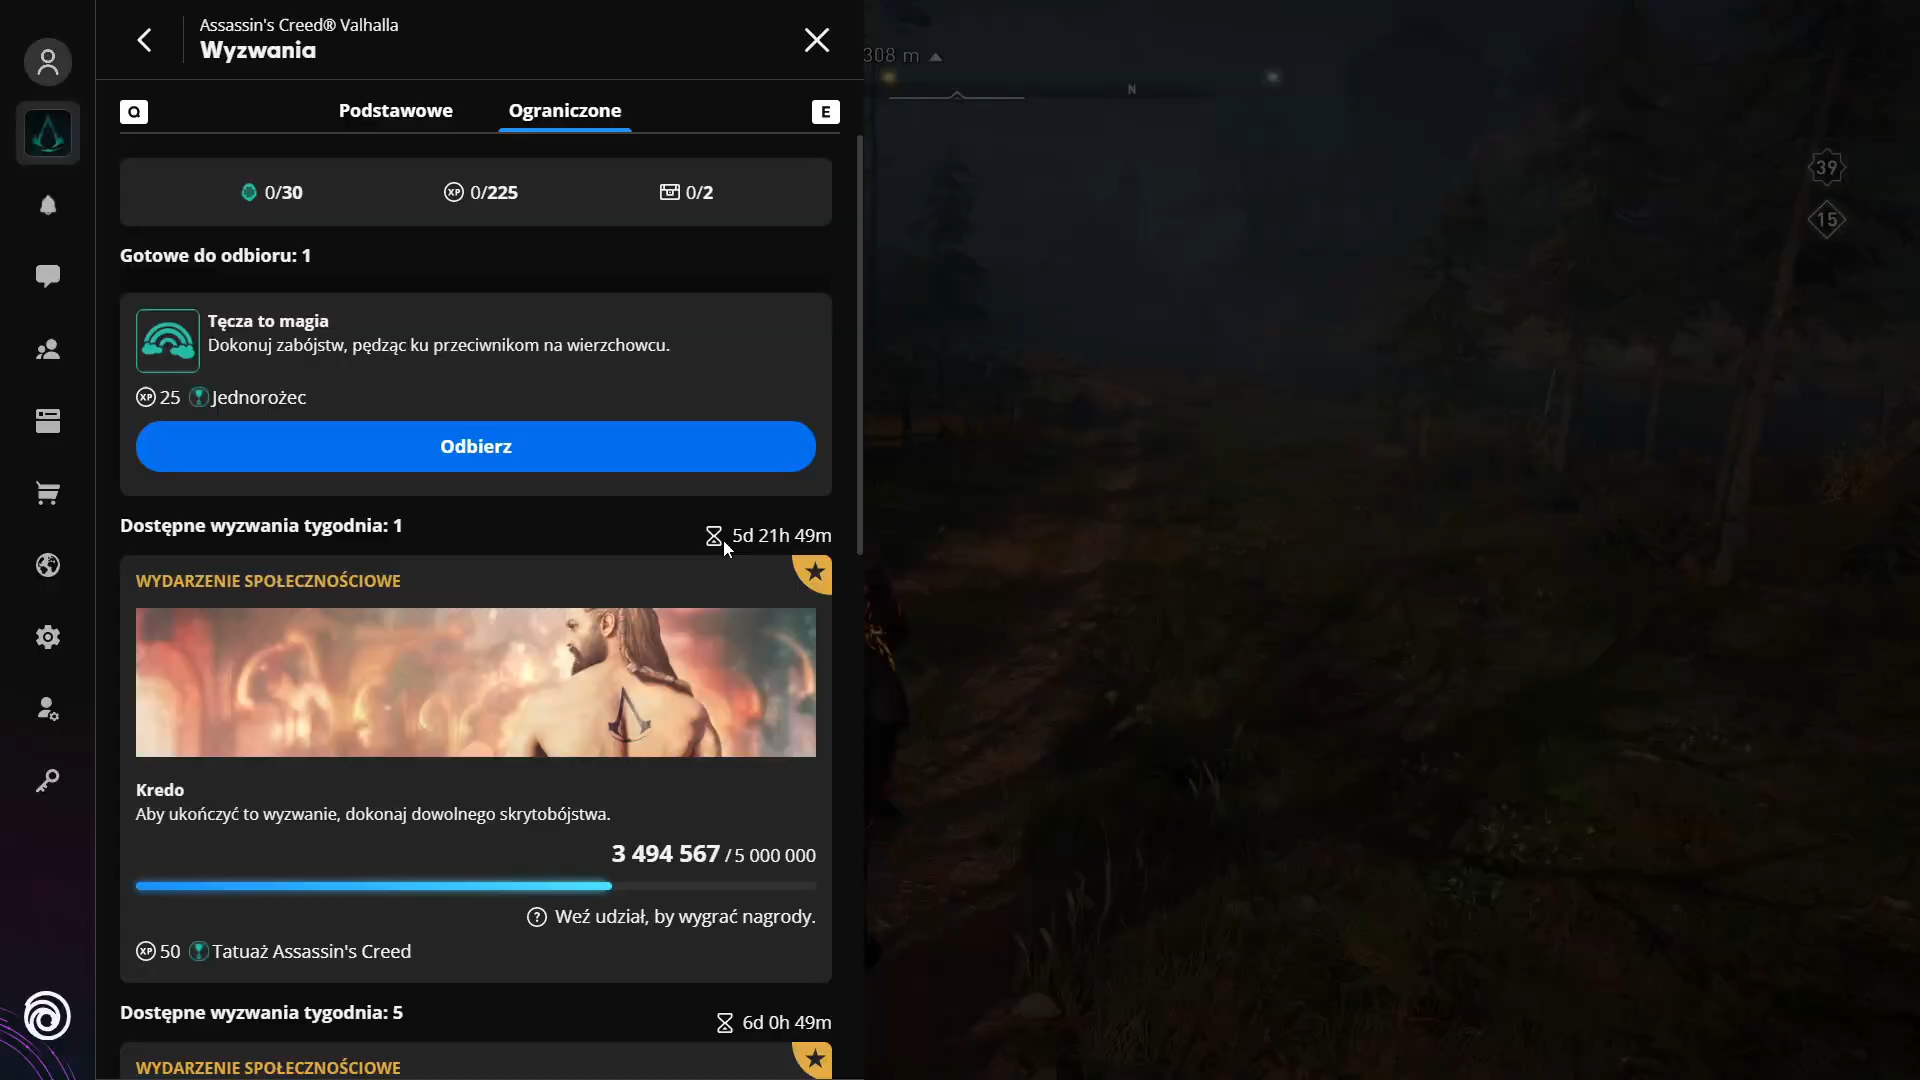 Assassin's Creed® Valhalla
Wyzwania
308 m
N
Q
Podstawowe
Ograniczone
E
39
15
0/30
XP 0/225
0/2
Gotowe do odbioru: 1
Tęcza to magia
Dokonuj zabójstw, pędząc ku przeciwnikom na wierzchowcu.
XP 25 Jednorożec
Odbierz
Dostępne wyzwania tygodnia: 1
5d 21h 49m
WYDARZENIE SPOŁECZNOŚCIOWE
Kredo
Aby ukończyć to wyzwanie, dokonaj dowolnego skrytobójstwa.
3 494 567 / 5 000 000
? Weź udział, by wygrać nagrody.
XP 50 Tatuaż Assassin's Creed
Dostępne wyzwania tygodnia: 5
6d 0h 49m
WYDARZENIE SPOŁECZNOŚCIOWE